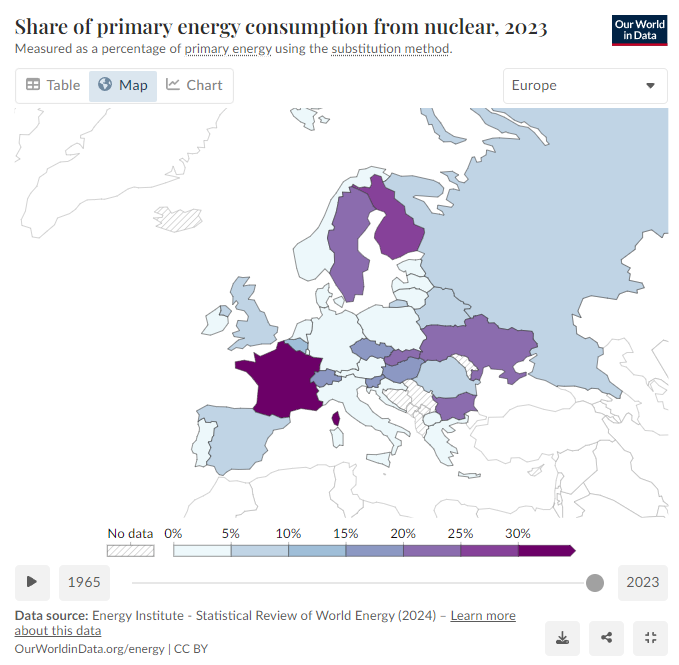 Share of primary energy consumption from nuclear, 2023
Our World
in Data
Measured as a percentage of primary energy using the substitution method.
Table
Map
Chart
Europe
No data
0%
5%
10%
15%
20%
25%
30%
1965
2023
Data source: Energy Institute - Statistical Review of World Energy (2024) – Learn more
about this data
OurWorldinData.org/energy | CC BY